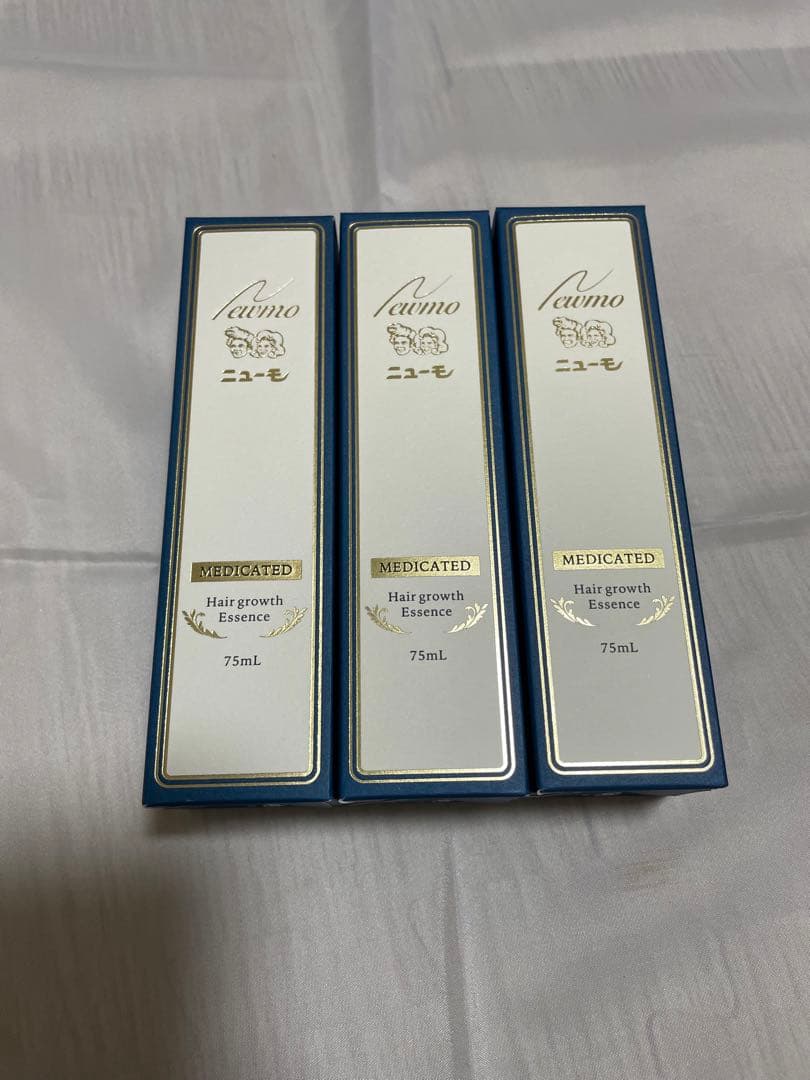 Newmo
ニューモ
MEDICATED
Hair growth
Essence
75mL
Newmo
ニューモ
MEDICATED
Hair growth
Essence
75mL
Newmo
ニューモ
MEDICATED
Hair growth
Essence
75mL